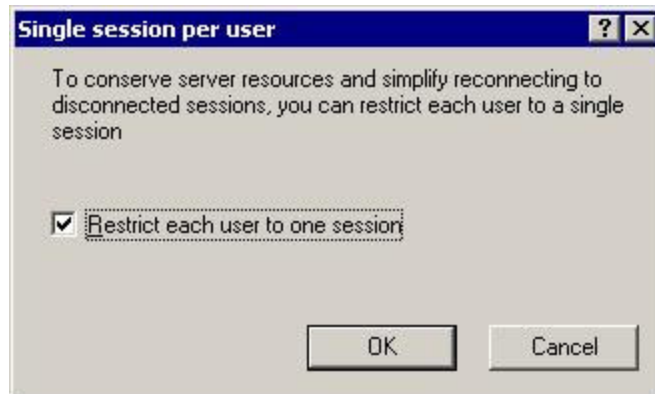 Single session per user
To conserve server resources and simplify reconnecting to
disconnected sessions, you can restrict each user to a single
session
Restrict each user to one session
OK Cancel